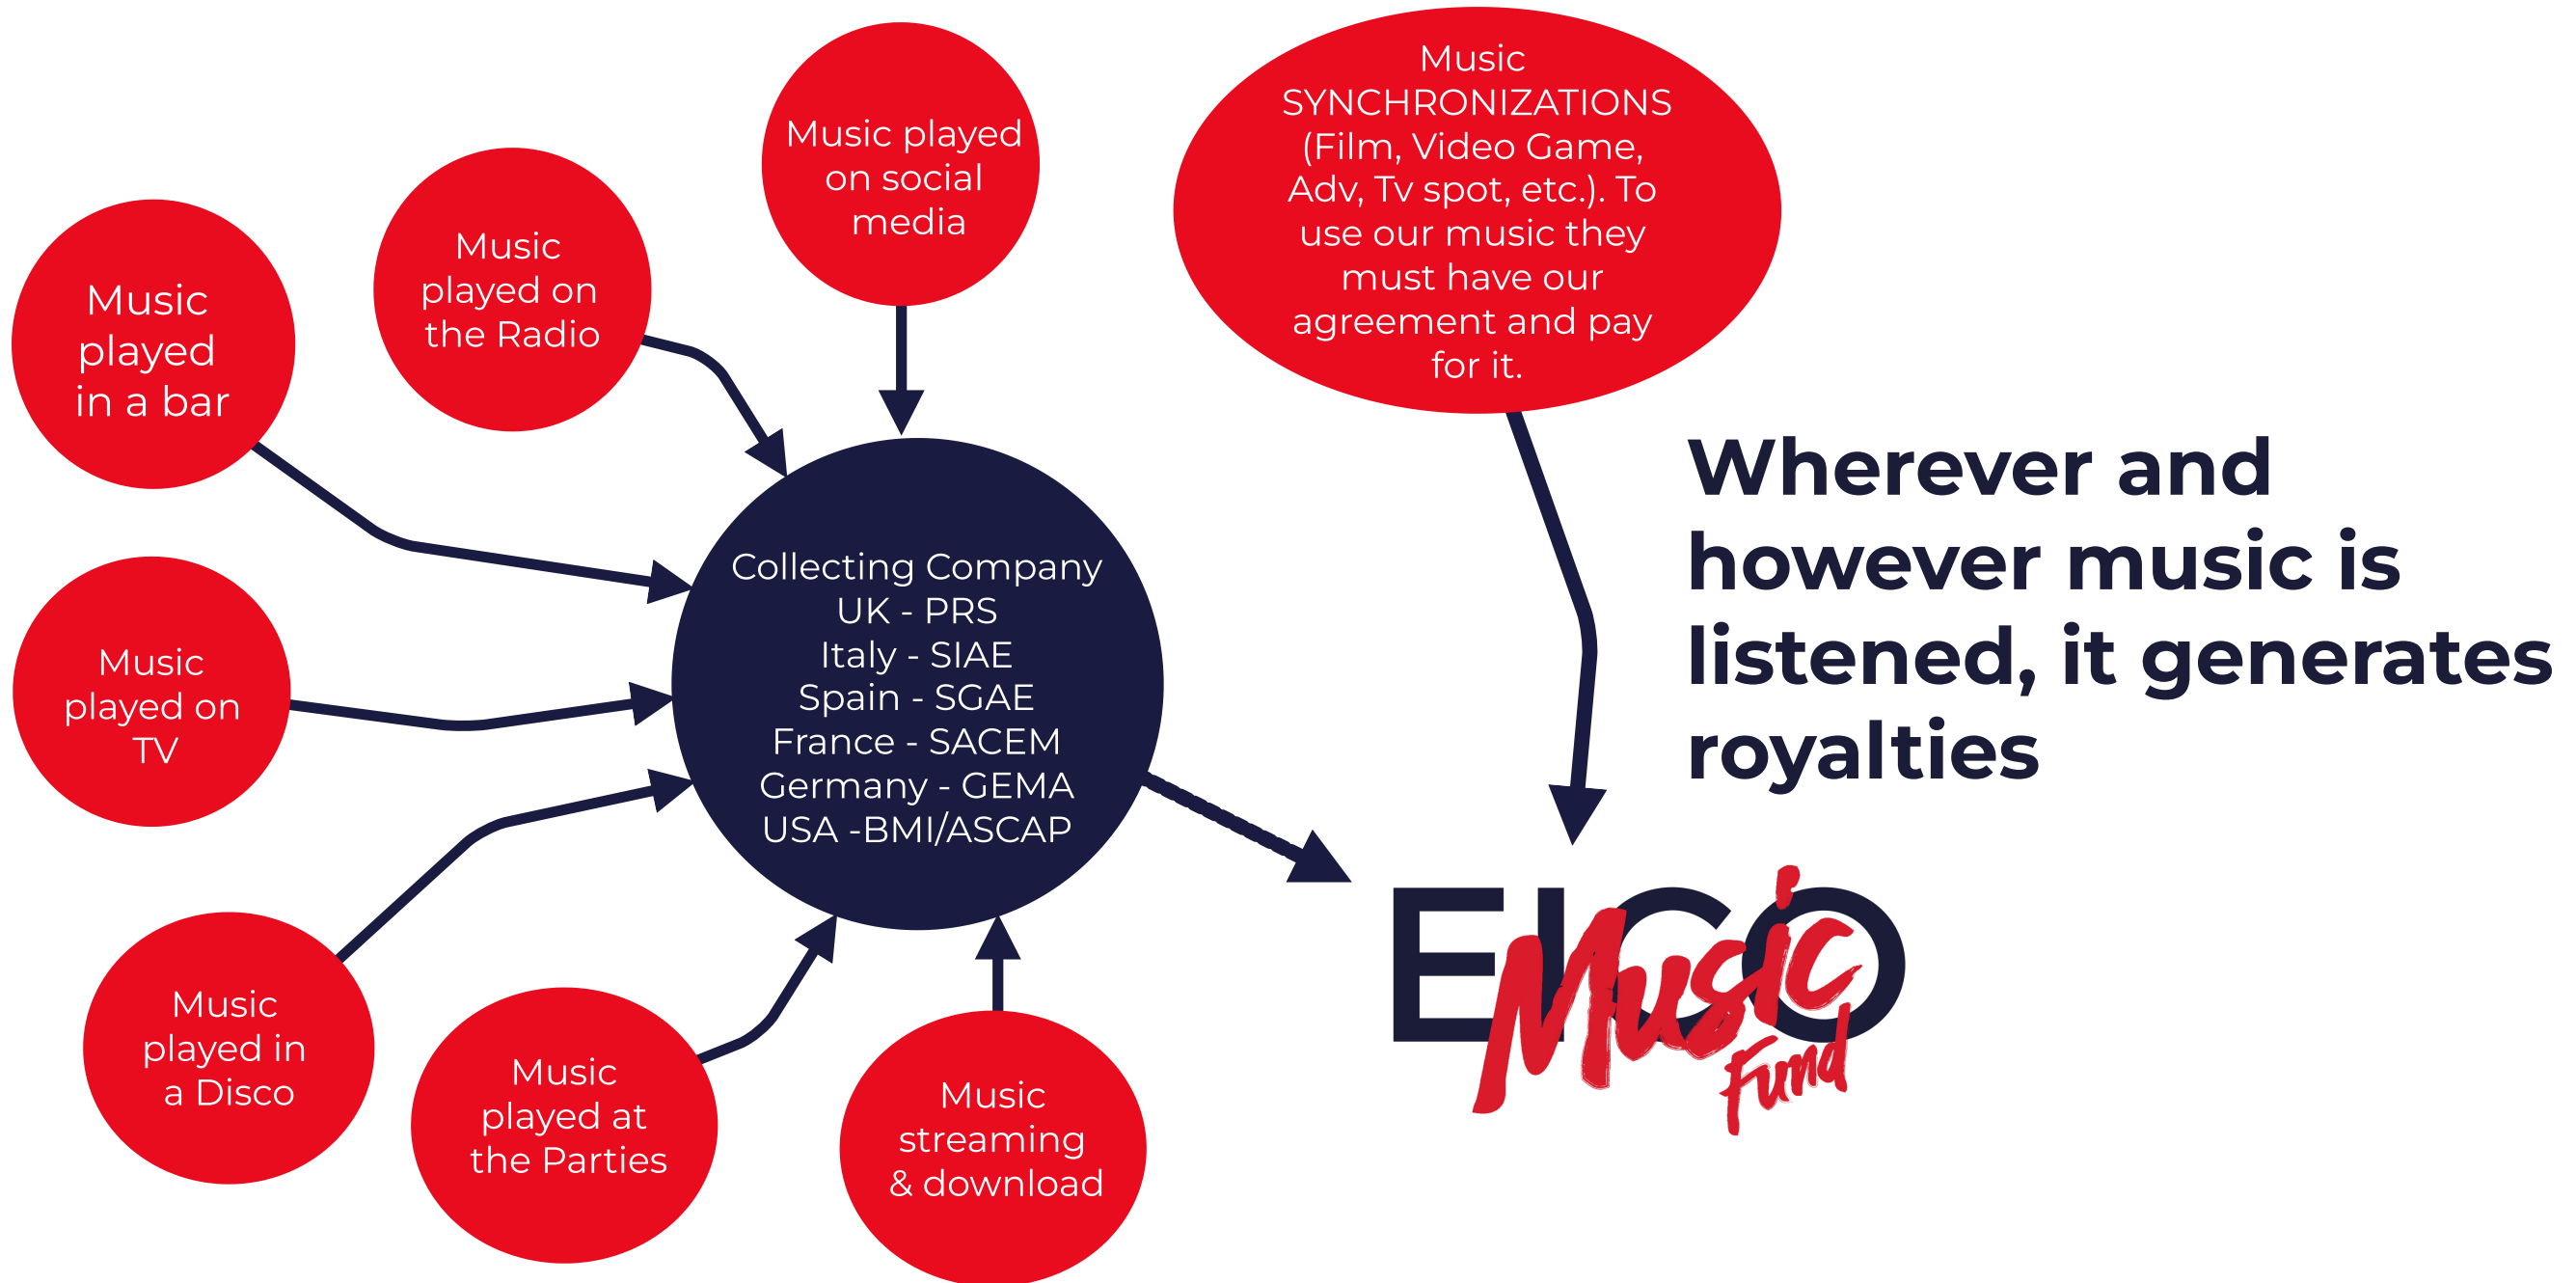 Music played
on social
media
Music
SYNCHRONIZATIONS
(Film, Video Game,
Adv, Tv spot, etc.). To
use our music they
must have our
agreement and pay
for it.
Music
played on
the Radio
Music
played
in a bar
Wherever and
however music is
listened, it generates
royalties
Collecting Company
UK - PRS
Italy - SIAE
Spain - SGAE
France - SACEM
Germany - GEMA
USA -BMI/ASCAP
Music
played on
TV
Music
played in
a Disco
Music
played at
the Parties
Music
streaming
& download
EICO
Music
Fund